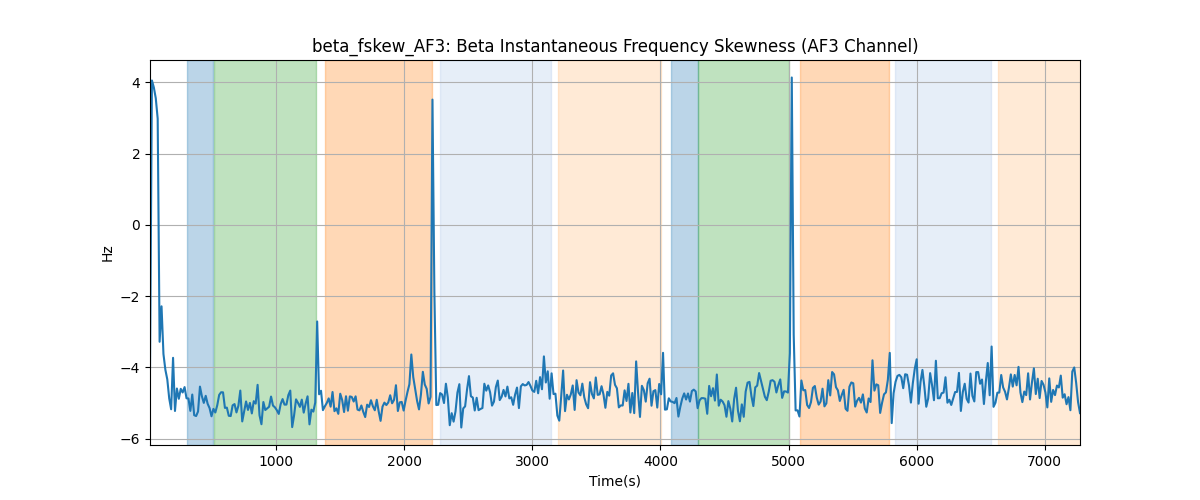 beta_fskew_AF3: Beta Instantaneous Frequency Skewness (AF3 Channel)
4
2
0
−2
−4
−6
Hz
1000 2000 3000 4000 5000 6000 7000
Time(s)